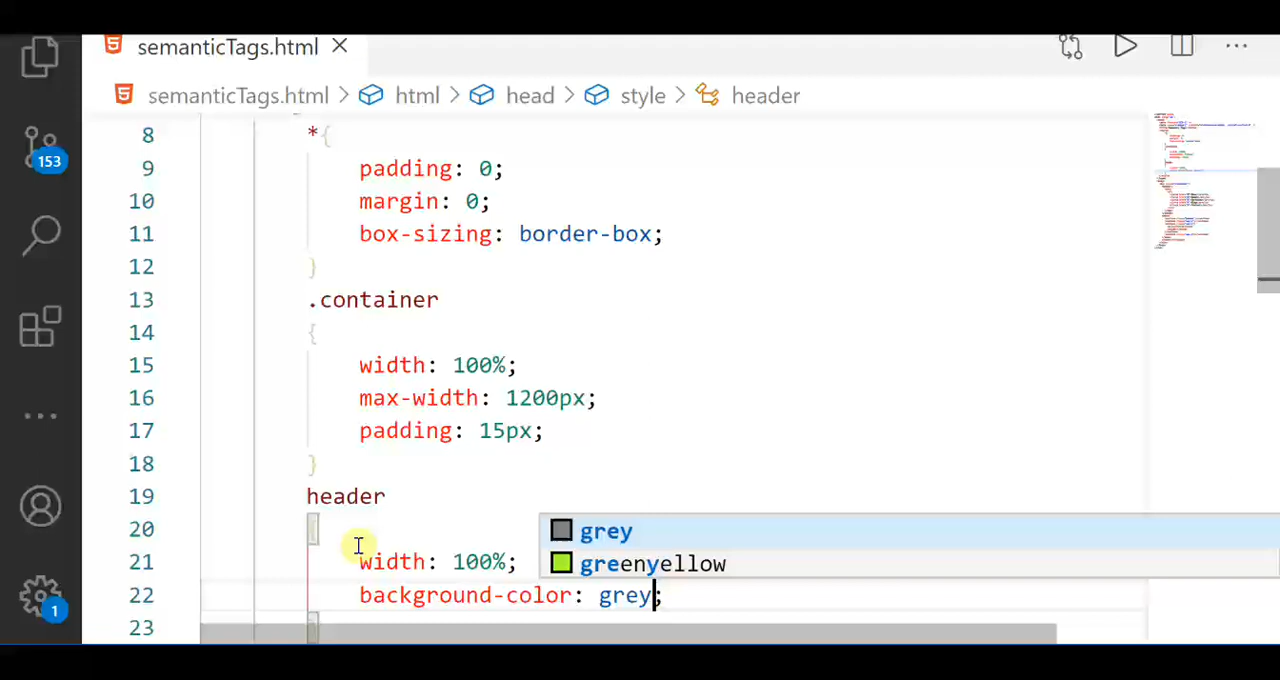 semanticTags.html
semanticTags.html > html > head > style > header
153
8 *{
9 padding: 0;
10 margin: 0;
11 box-sizing: border-box;
12 }
13 .container
14 {
15 width: 100%;
16 max-width: 1200px;
17 padding: 15px;
18 }
19 header
20 {
grey
21 width: 100%;
greenyellow
22 background-color: grey;
23 }
1